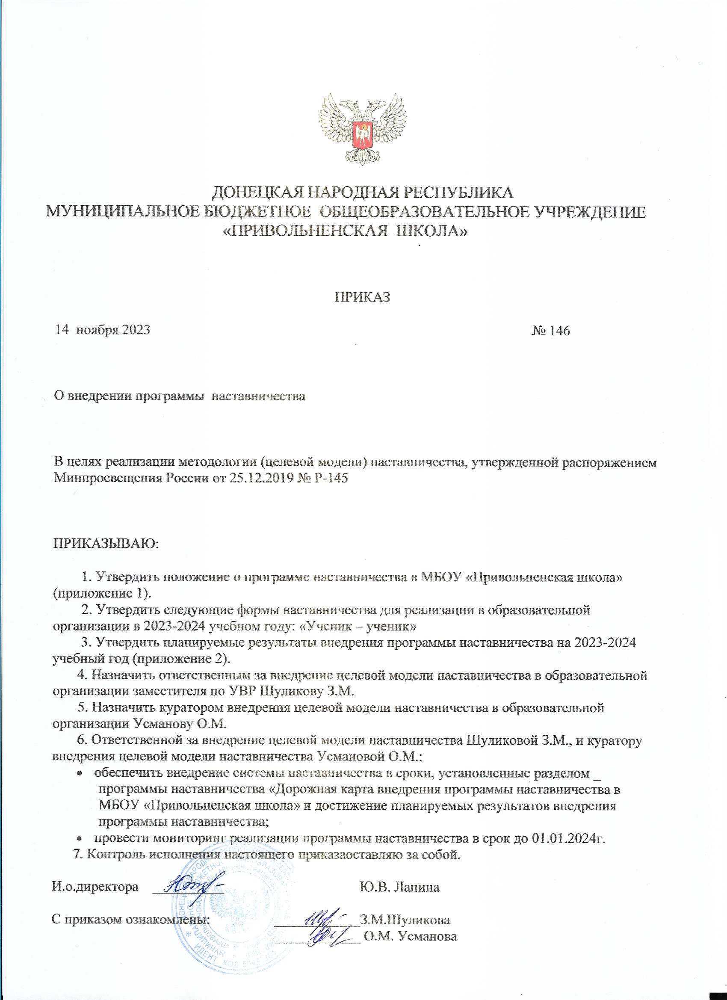 ДОНЕЦКАЯ НАРОДНАЯ РЕСПУБЛИКА
МУНИЦИПАЛЬНОЕ БЮДЖЕТНОЕ ОБЩЕОБРАЗОВАТЕЛЬНОЕ УЧРЕЖДЕНИЕ
«ПРИВОЛЬНЕНСКАЯ ШКОЛА»
ПРИКАЗ
14 ноября 2023 № 146
О внедрении программы наставничества
В целях реализации методологии (целевой модели) наставничества, утвержденной распоряжением
Минпросвещения России от 25.12.2019 № Р-145
ПРИКАЗЫВАЮ:
1. Утвердить положение о программе наставничества в МБОУ «Привольненская школа»
(приложение 1).
2. Утвердить следующие формы наставничества для реализации в образовательной
организации в 2023-2024 учебном году: «Ученик – ученик»
3. Утвердить планируемые результаты внедрения программы наставничества на 2023-2024
учебный год (приложение 2).
4. Назначить ответственным за внедрение целевой модели наставничества в образовательной
организации заместителя по УВР Шуликову З.М.
5. Назначить куратором внедрения целевой модели наставничества в образовательной
организации Усманову О.М.
6. Ответственной за внедрение целевой модели наставничества Шуликовой З.М., и куратору
внедрения целевой модели наставничества Усмановой О.М.:
• обеспечить внедрение системы наставничества в сроки, установленные разделом _
программы наставничества «Дорожная карта внедрения программы наставничества в
МБОУ «Привольненская школа» и достижение планируемых результатов внедрения
программы наставничества;
• провести мониторинг реализации программы наставничества в срок до 01.01.2024г.
7. Контроль исполнения настоящего приказаоставляю за собой.
И.о.директора Ю.В. Лапина
С приказом ознакомлены: З.М.Шуликова
О.М. Усманова
ИДЕНТ. КОД